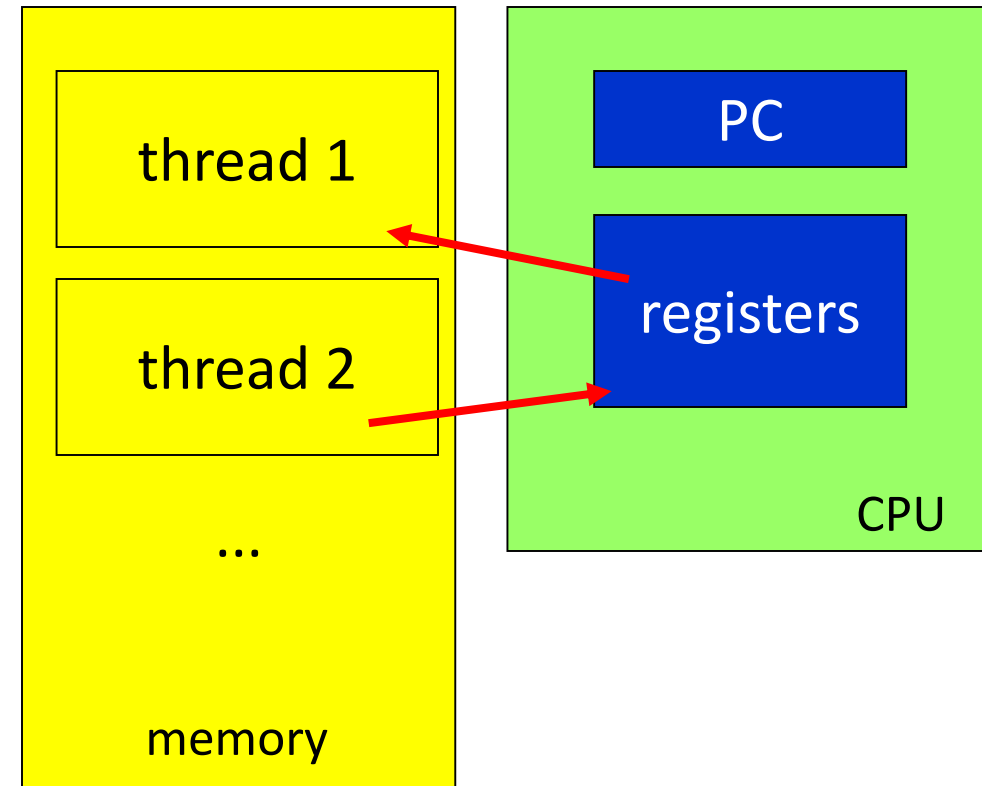 thread 1
thread 2
...
memory
PC
registers
CPU